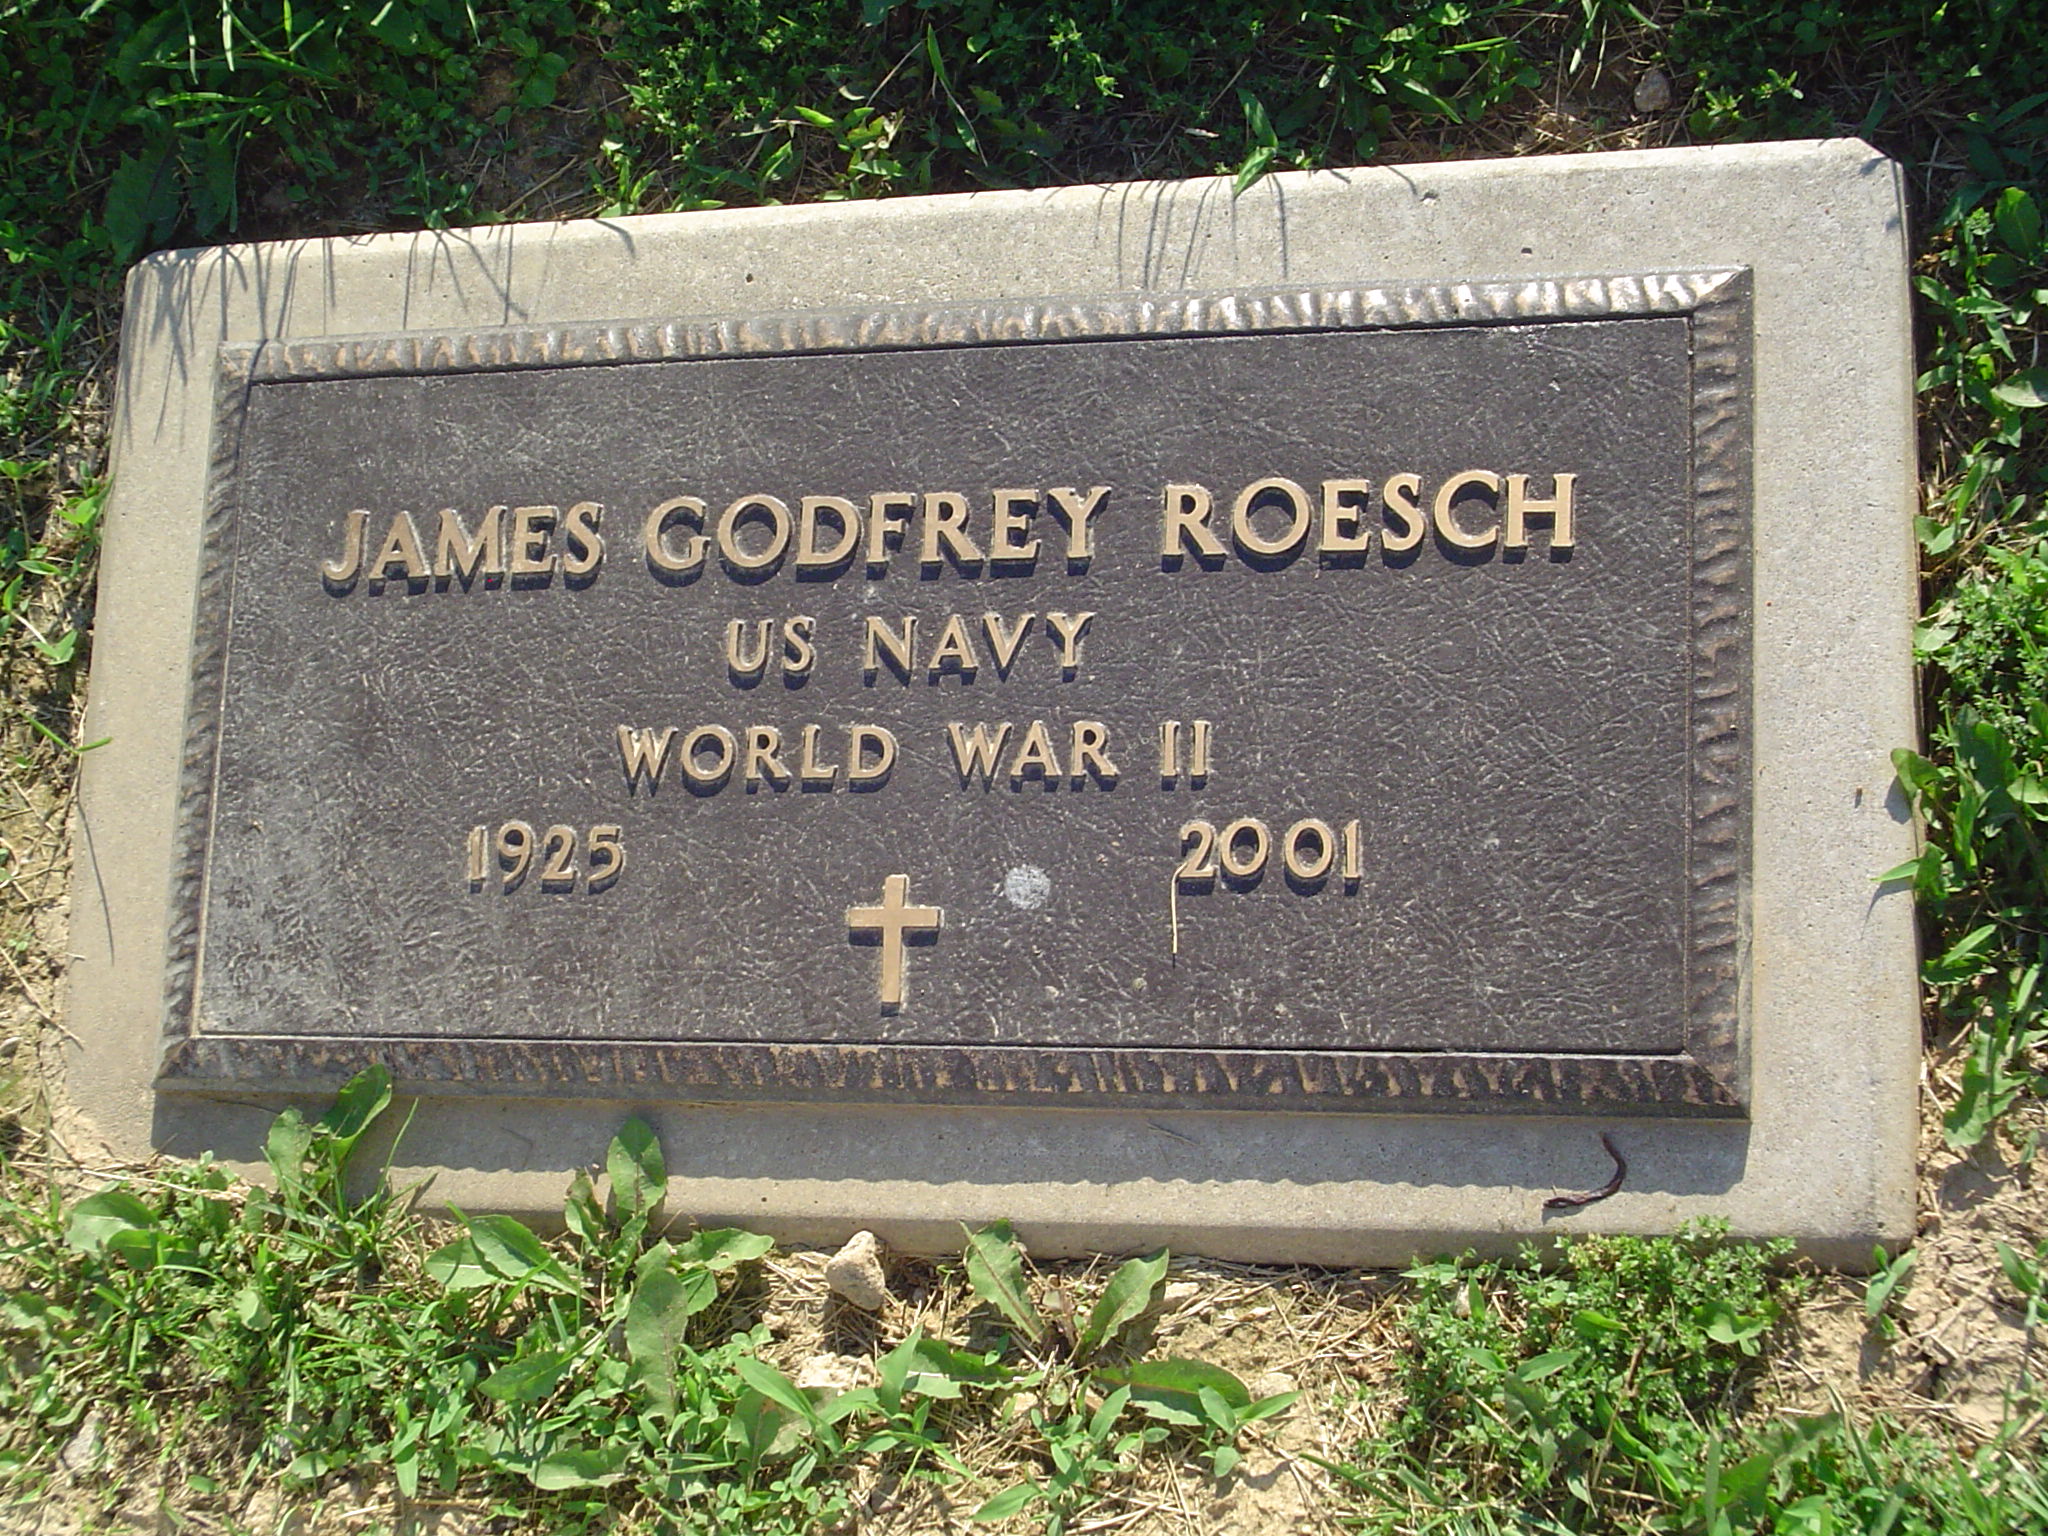 JAMES GODFREY ROESCH
US NAVY
WORLD WAR II
1925 2001